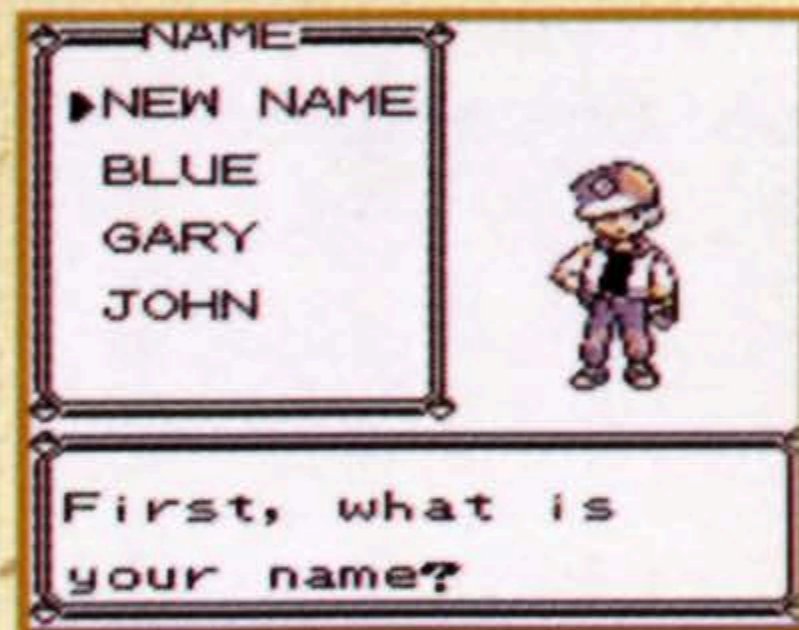 NAME
▶NEW NAME
BLUE
GARY
JOHN
First, what is
your name?